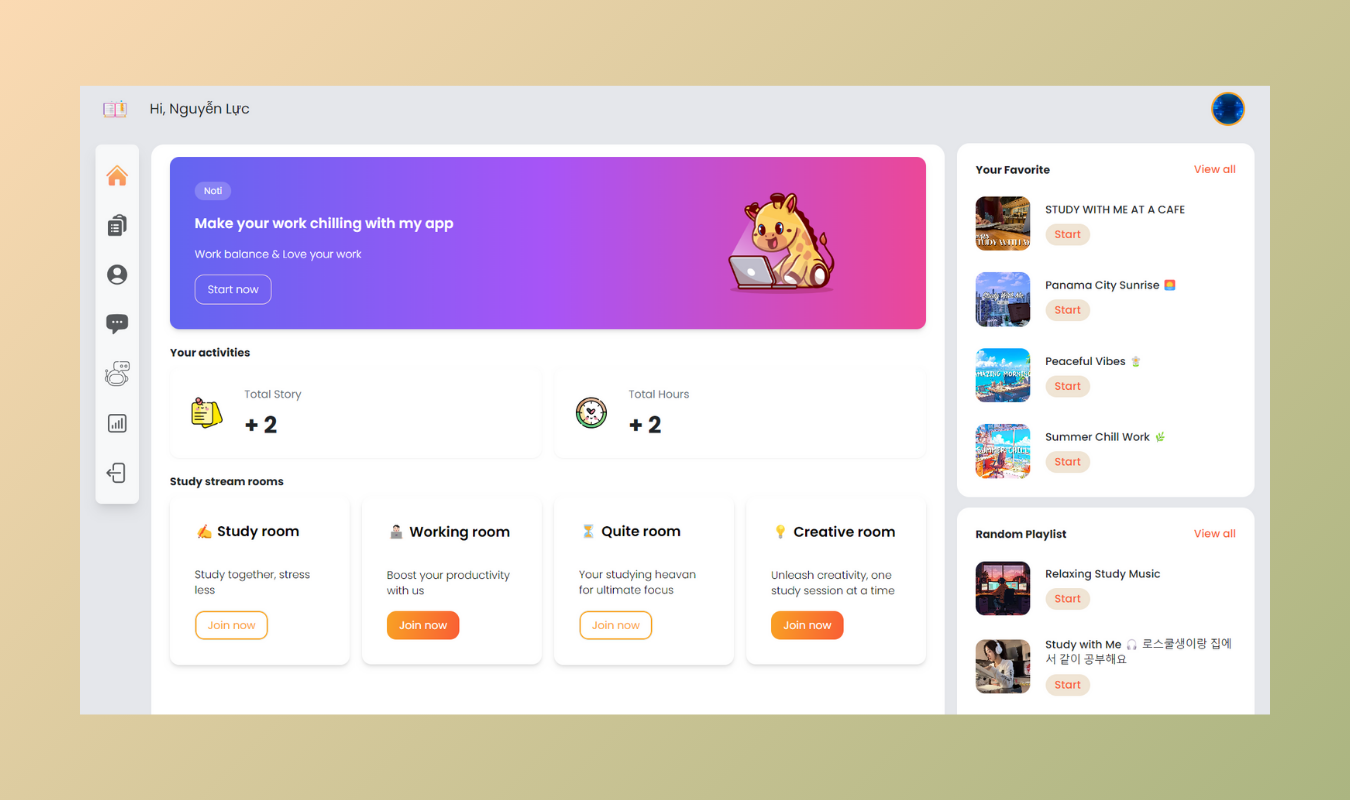 Hi, Nguyễn Lực
Noti
Make your work chilling with my app
Work balance & Love your work
Start now
Your activities
Total Story
+ 2
Total Hours
+ 2
Study stream rooms
✍️ Study room
Study together, stress
less
Join now
👨🏻‍💻 Working room
Boost your productivity
with us
Join now
⏳ Quite room
Your studying heavan
for ultimate focus
Join now
💡 Creative room
Unleash creativity, one
study session at a time
Join now
Your Favorite
View all
STUDY WITH ME AT A CAFE
Start
Panama City Sunrise 🌅
Start
AMAZING MORNING
Peaceful Vibes 🪴
Start
SUMMER CHILL
Summer Chill Work 🌿
Start
Random Playlist
View all
Relaxing Study Music
Start
Study with Me 🎧 로스쿨생이랑 집에
서 같이 공부해요
Start